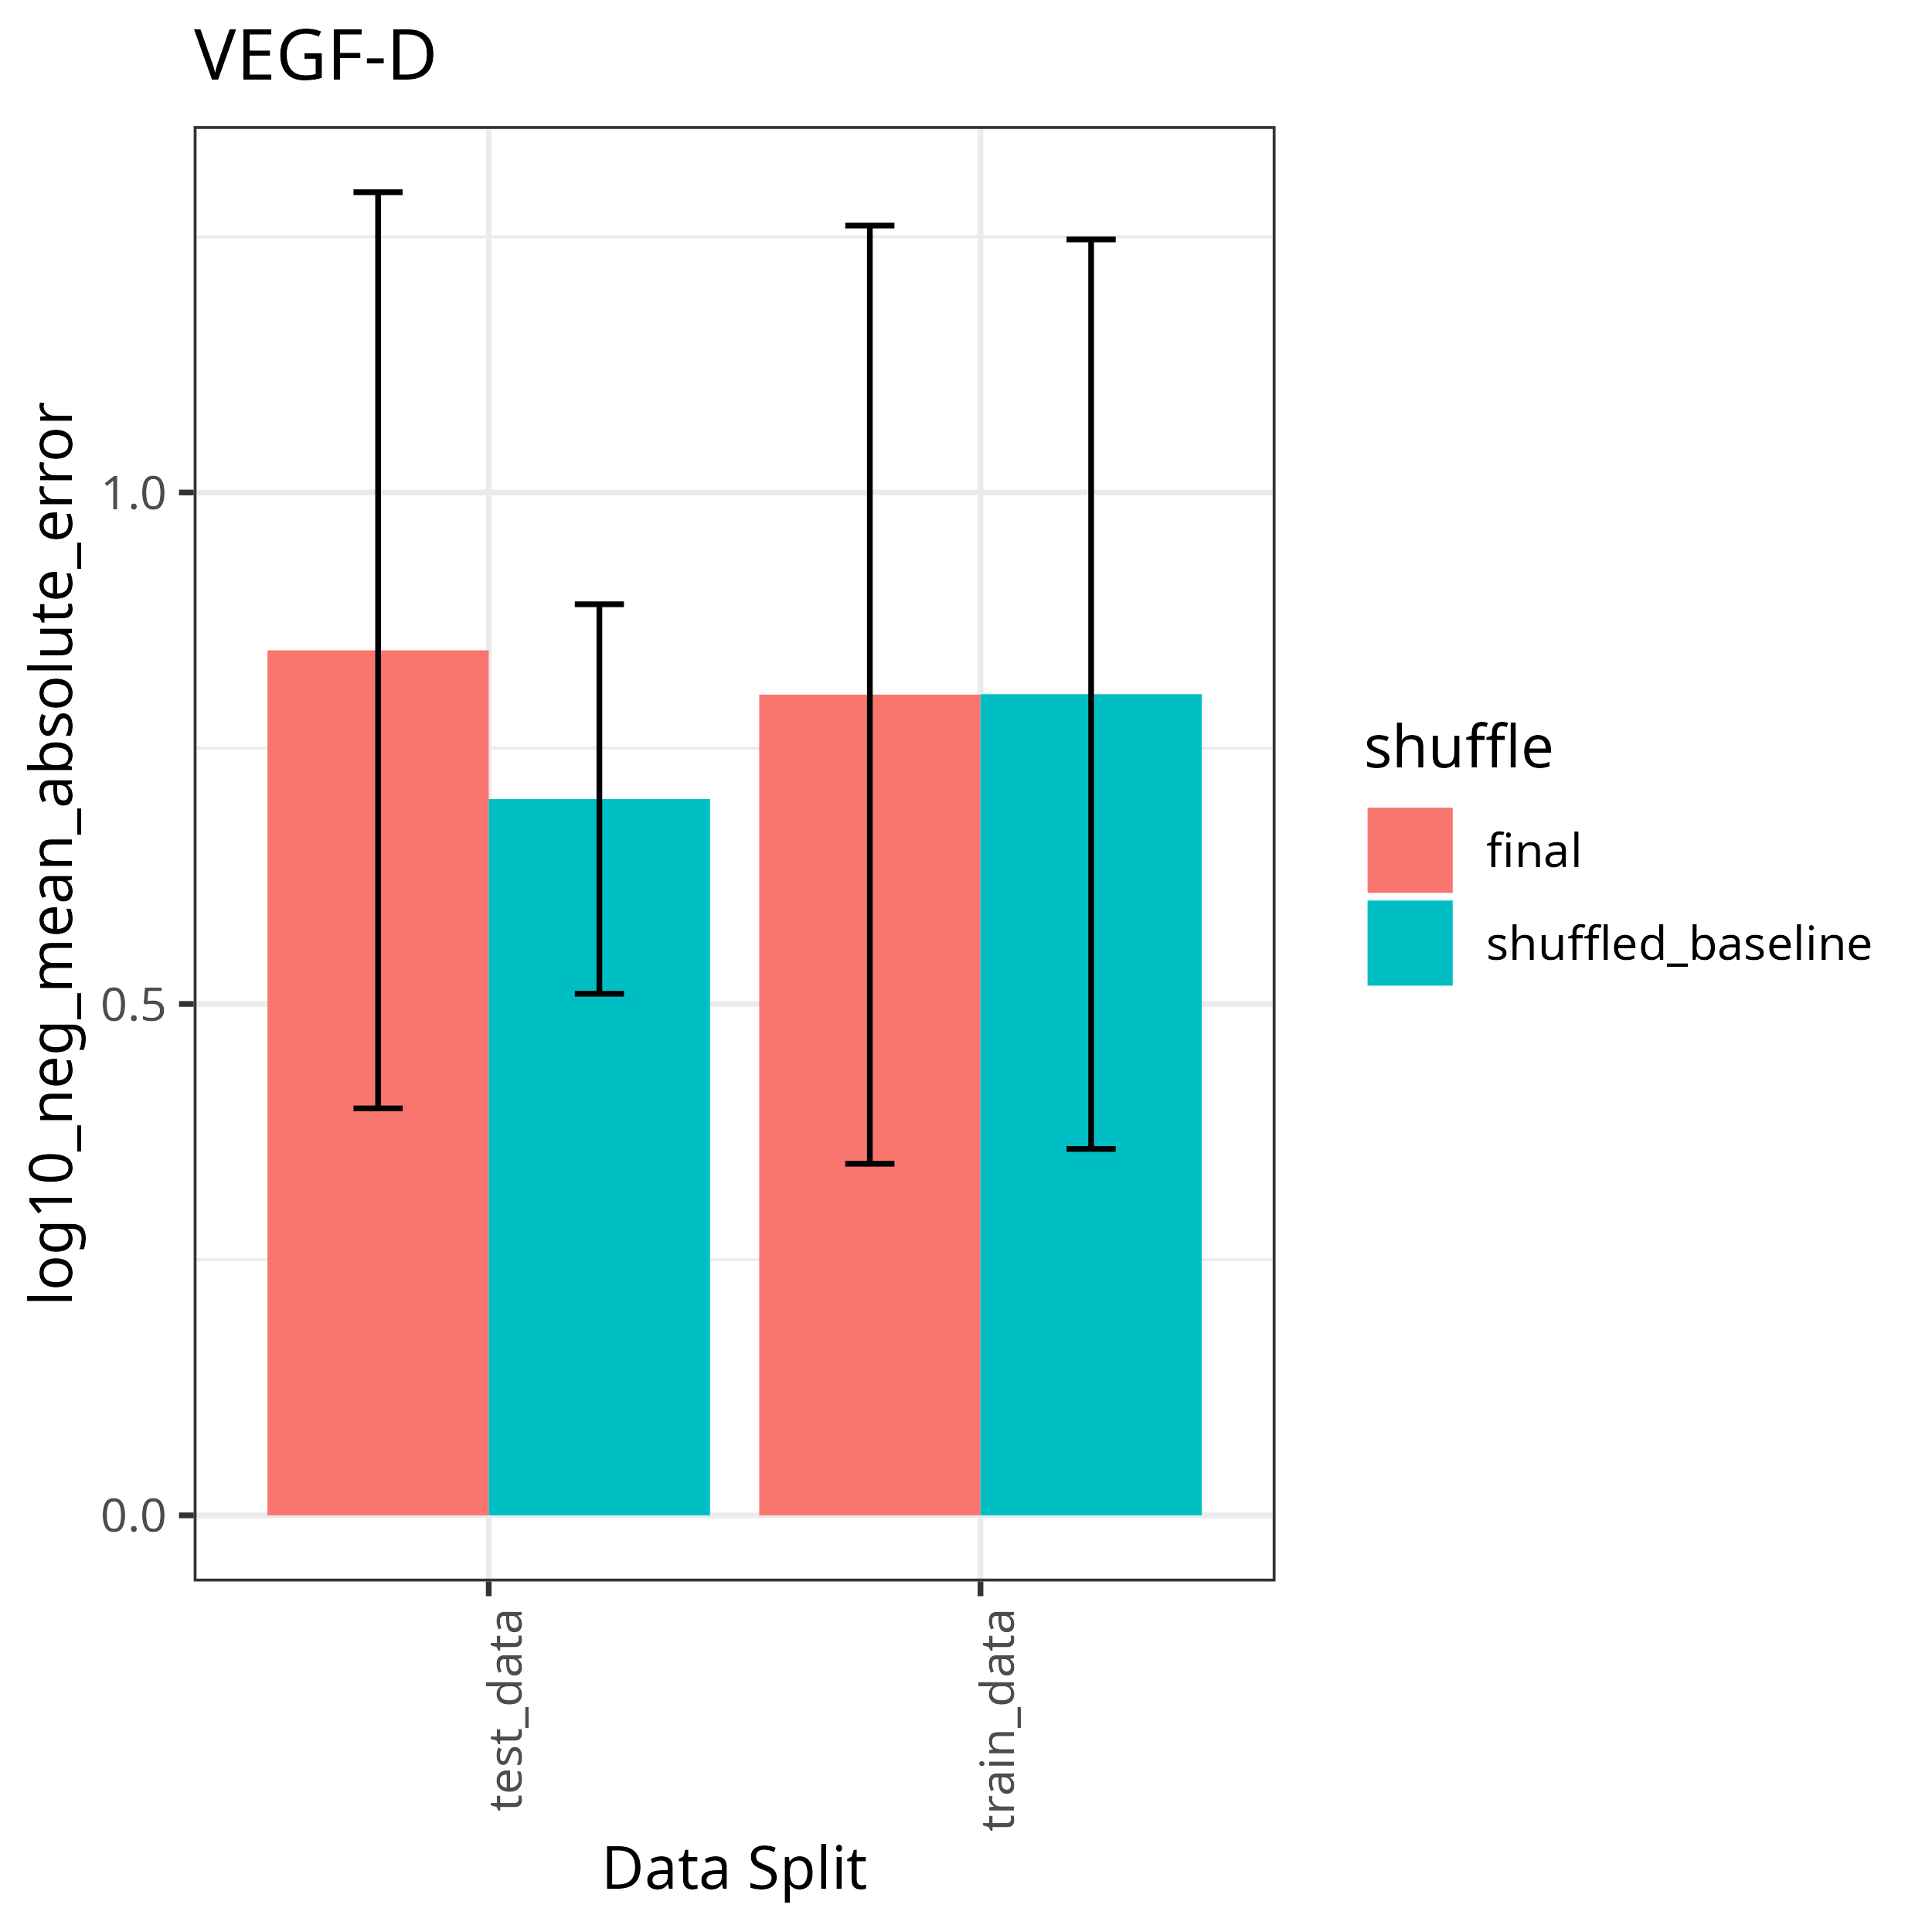 VEGF-D
log10_neg_mean_absolute_error
1.0
0.5
0.0
test_data
train_data
Data Split
shuffle
final
shuffled_baseline